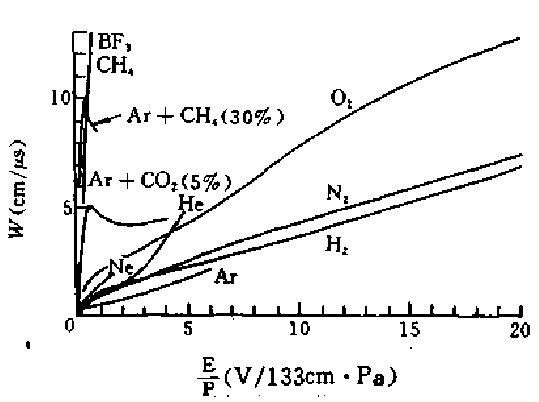 BF₃
CH₄
10
O₂
Ar + CH₄(30%)
W(cm/μs)
Ar + CO₂(5%)
He
N₂
5
H₂
Ne
Ar
0
5
10
15
20
E/P (V/133cm · Pa)